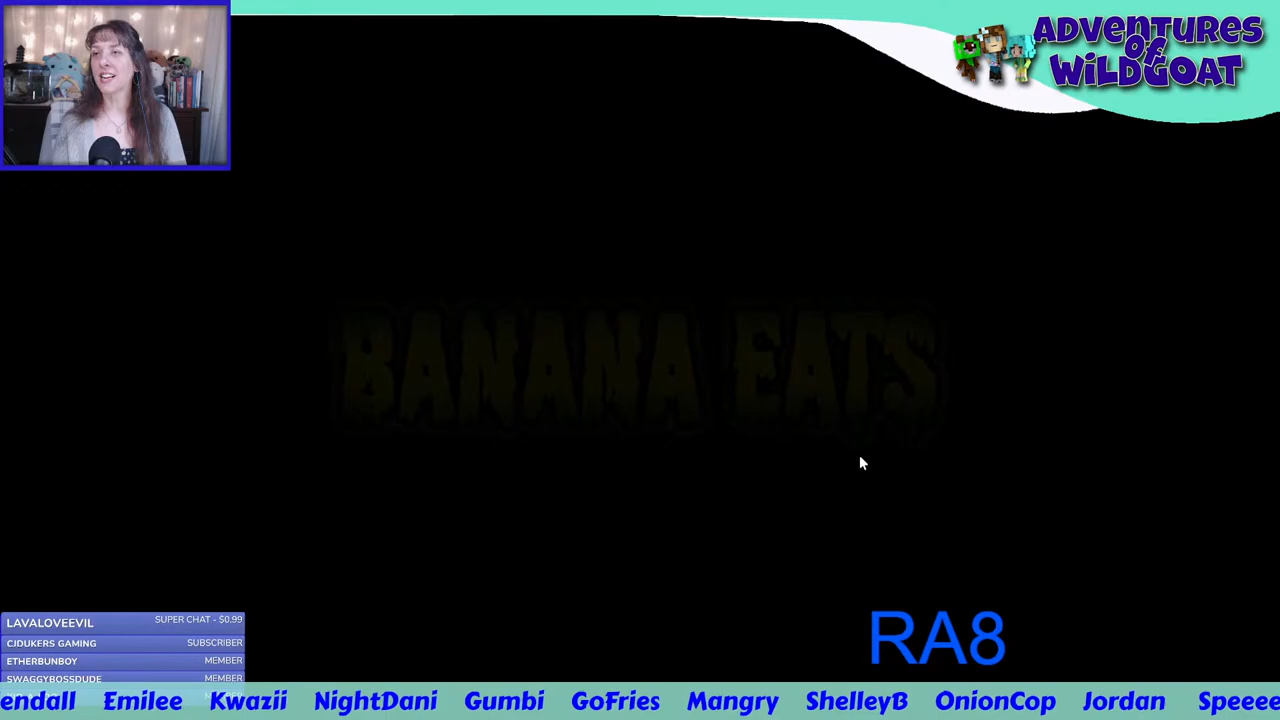 ADVENTURES
OF
WILDGOAT
BANANA EATS
LAVALOVEEVIL SUPER CHAT - $0.99
CJDUKERS GAMING SUBSCRIBER
ETHERBUNBOY MEMBER
SWAGGYBOSSDUDE MEMBER
RA8
endall Emilee Kwazii NightDani Gumbi GoFries Mangry ShelleyB OnionCop Jordan Speeee